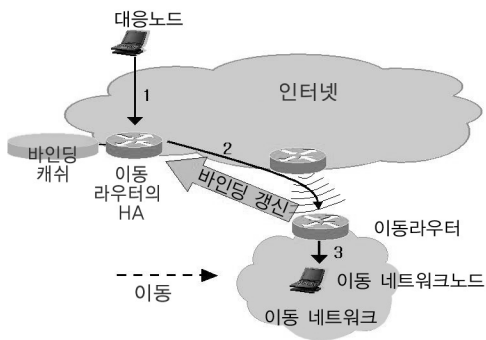 대응노드
1
인터넷
2
바인딩
캐쉬
이동
라우터의
HA
바인딩 갱신
이동라우터
3
이동 네트워크노드
이동
이동 네트워크